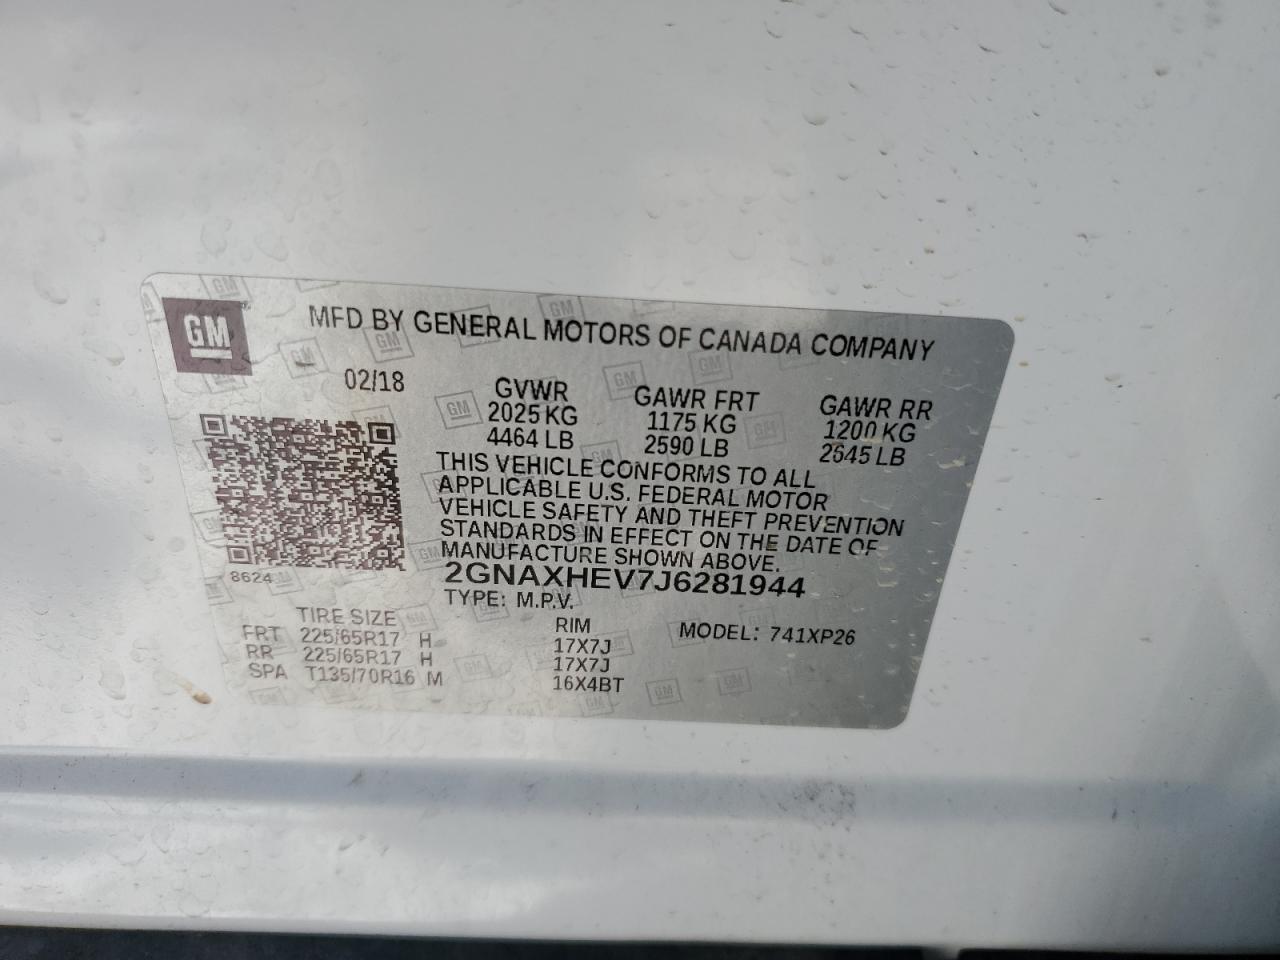 GM
MFD BY GENERAL MOTORS OF CANADA COMPANY
02/18
GVWR GAWR FRT GAWR RR
2025 KG 1175 KG 1200 KG
4464 LB 2590 LB 2645 LB
THIS VEHICLE CONFORMS TO ALL
APPLICABLE U.S. FEDERAL MOTOR
VEHICLE SAFETY AND THEFT PREVENTION
STANDARDS IN EFFECT ON THE DATE OF
MANUFACTURE SHOWN ABOVE.
8624
2GNAXHEV7J6281944
TYPE: M.P.V.
TIRE SIZE RIM MODEL: 741XP26
FRT 225/65R17 H 17X7J
RR 225/65R17 H 17X7J
SPA T135/70R16 M 16X4BT